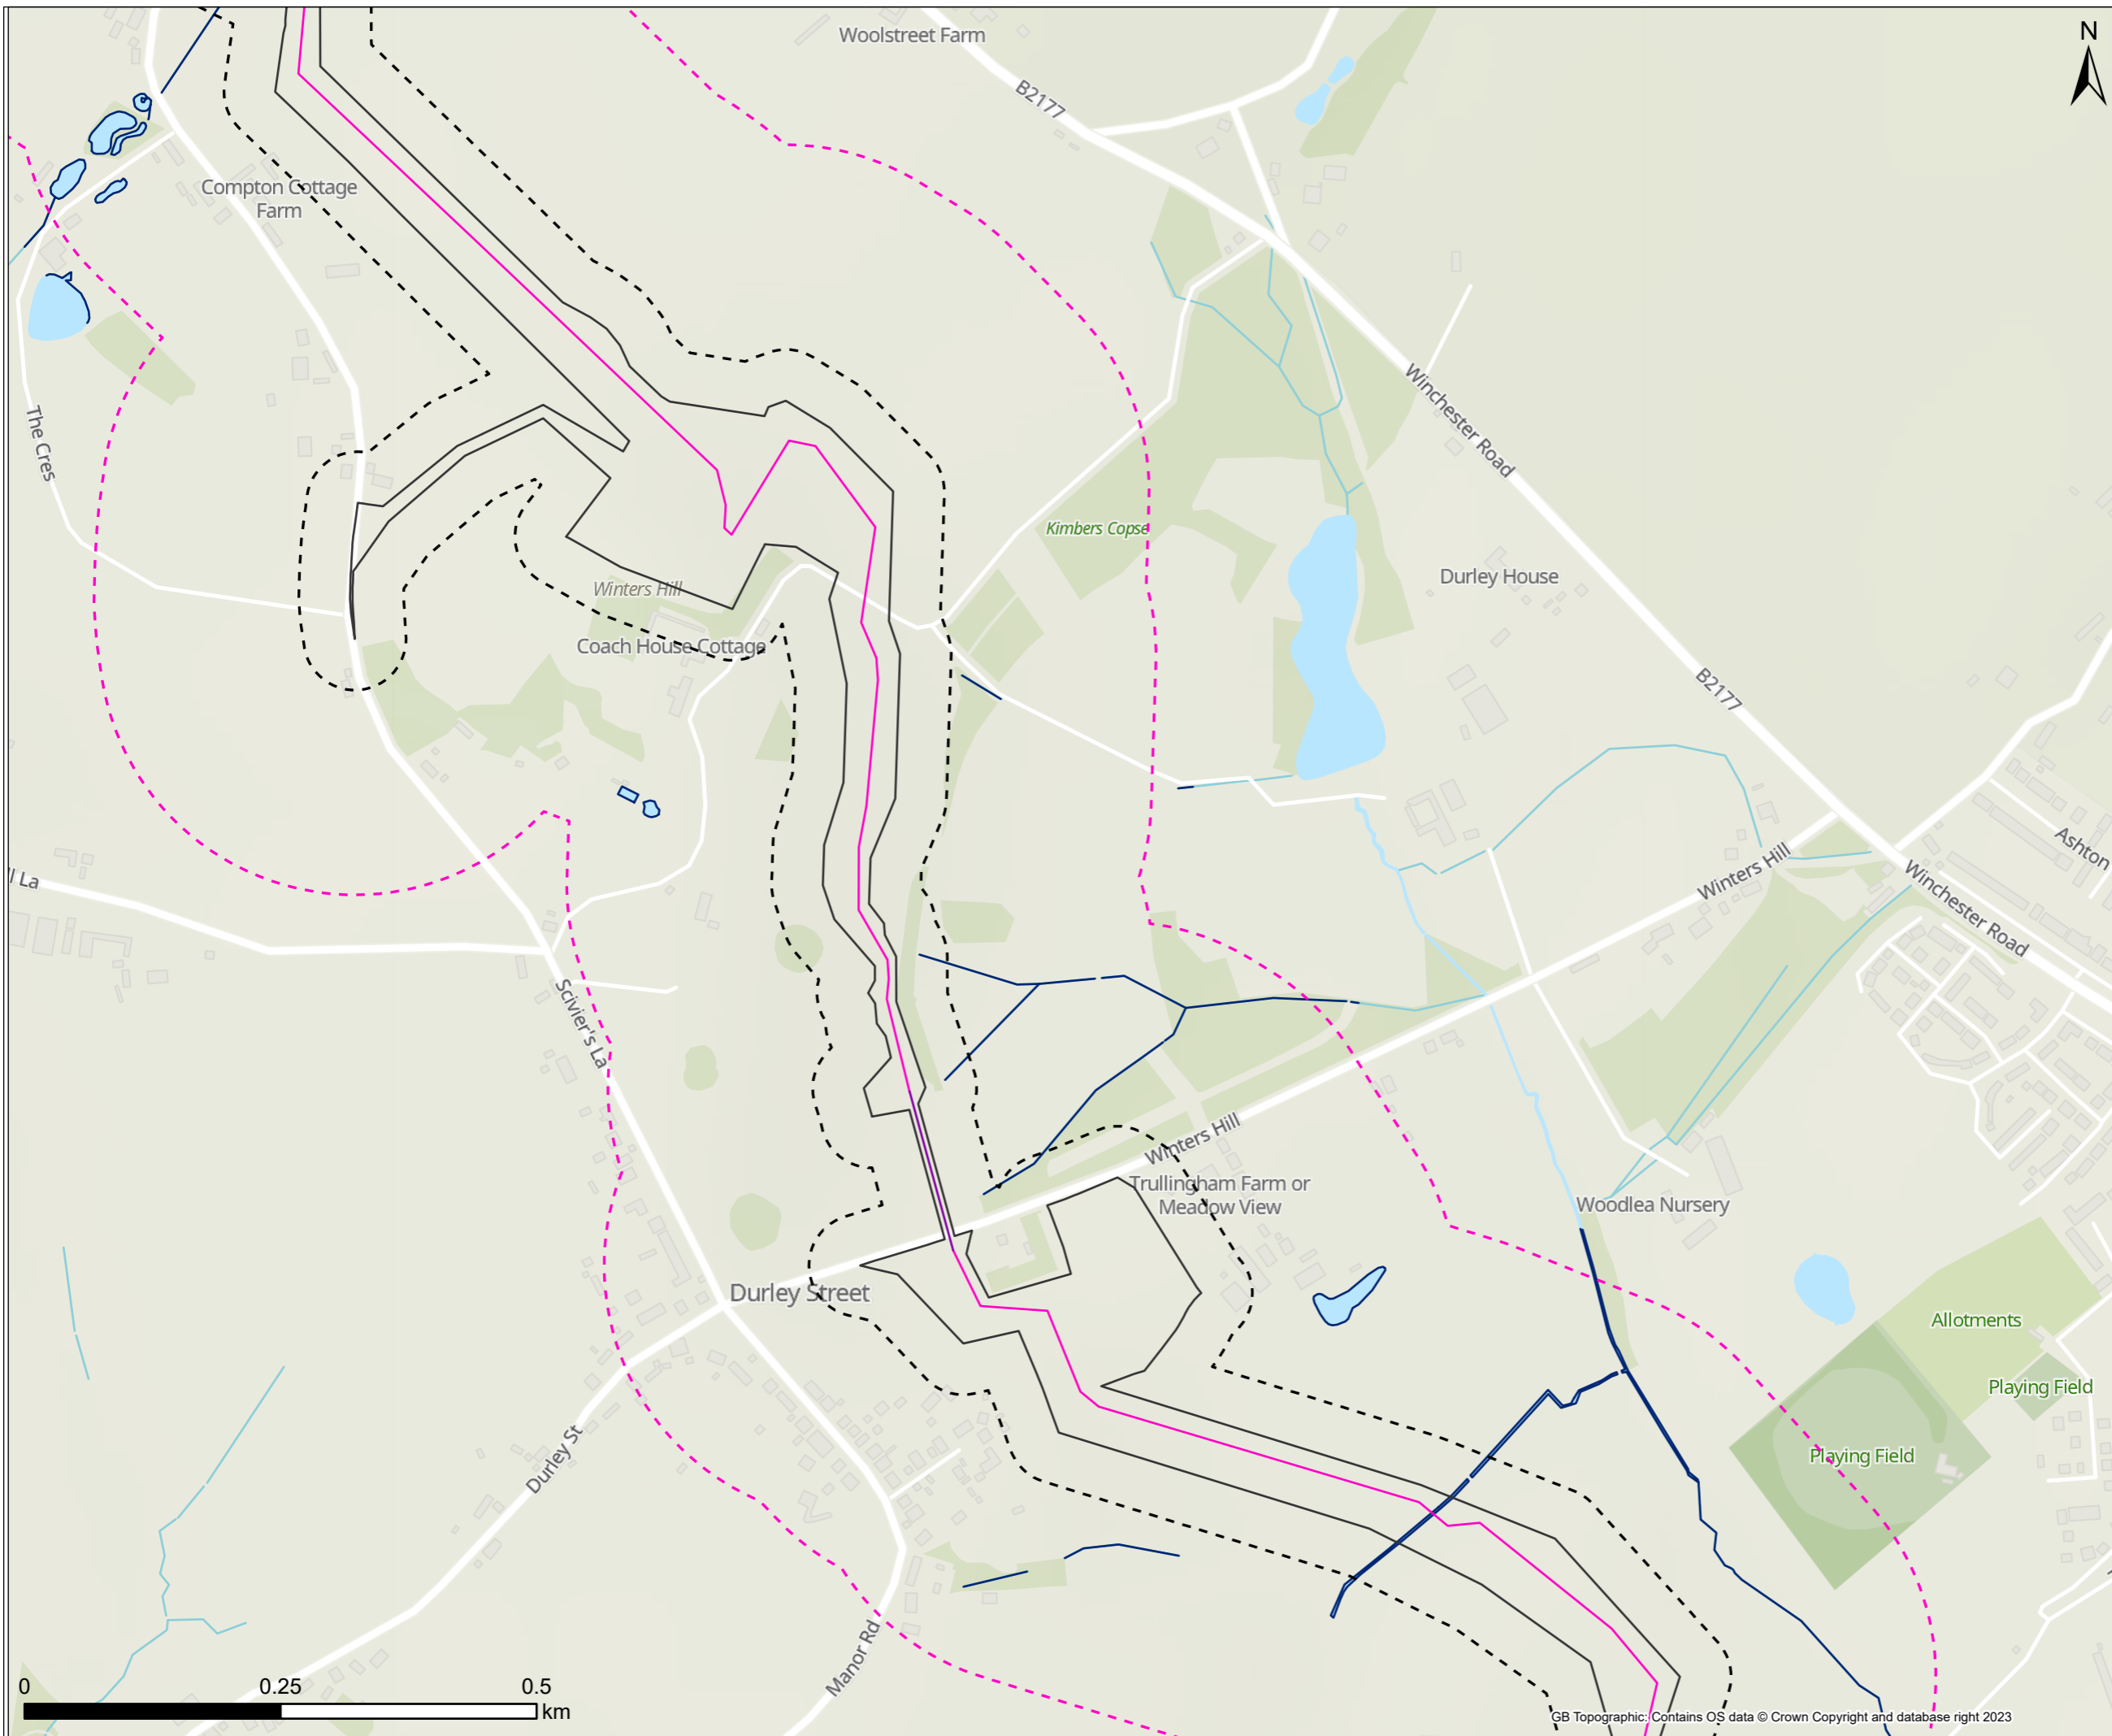 Woolstreet Farm
N
B2177
Compton Cottage
Farm
The Cres
Winchester Road
Kimbers Copse
Durley House
Winters Hill
Coach House Cottage
B2177
Ashton
Winters Hill
Winchester Road
ll La
Scivier's La
Winters Hill
Trullingham Farm or
Meadow View
Woodlea Nursery
Durley Street
Allotments
Playing Field
Playing Field
Durley St
Manor Rd
0 0.25 0.5
km
GB Topographic: Contains OS data © Crown Copyright and database right 2023